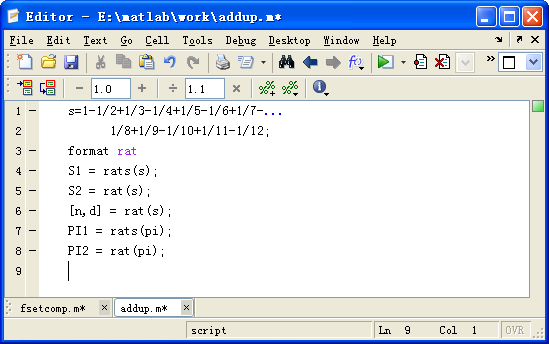 Editor - E:\matlab\work\addup.m*
File Edit Text Go Cell Tools Debug Desktop Window Help
1.0 1.1
1 s=1-1/2+1/3-1/4+1/5-1/6+1/7-...
2 1/8+1/9-1/10+1/11-1/12;
3 format rat
4 S1 = rats(s);
5 S2 = rat(s);
6 [n,d] = rat(s);
7 PI1 = rats(pi);
8 PI2 = rat(pi);
9
fsetcomp.m* addup.m*
script Ln 9 Col 1 OVR